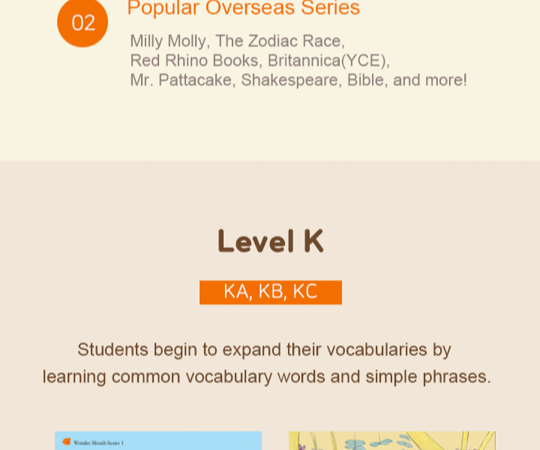 02
Popular Overseas Series
Milly Molly, The Zodiac Race,
Red Rhino Books, Britannica(YCE),
Mr. Pattacake, Shakespeare, Bible, and more!
Level K
KA, KB, KC
Students begin to expand their vocabularies by
learning common vocabulary words and simple phrases.
Wonder Mouth Series 1